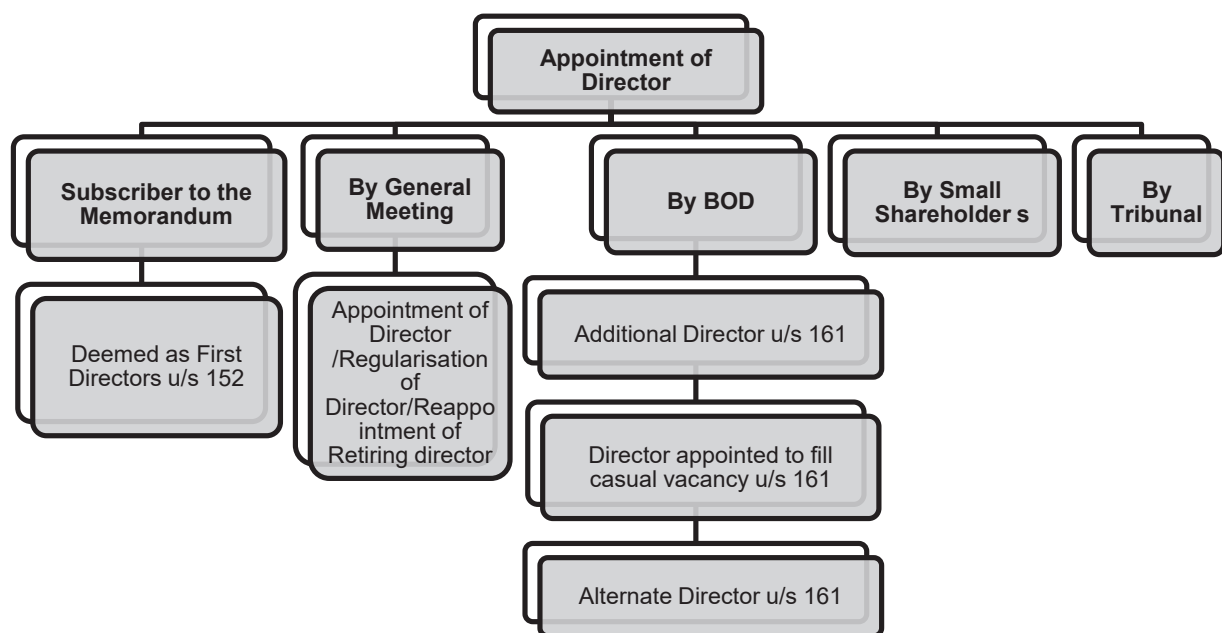 Appointment of
Director
Subscriber to the
Memorandum
By General
Meeting
By BOD
By Small
Shareholder s
By
Tribunal
Deemed as First
Directors u/s 152
Appointment of
Director
/Regularisation
of
Director/Reappo
intment of
Retiring director
Additional Director u/s 161
Director appointed to fill
casual vacancy u/s 161
Alternate Director u/s 161